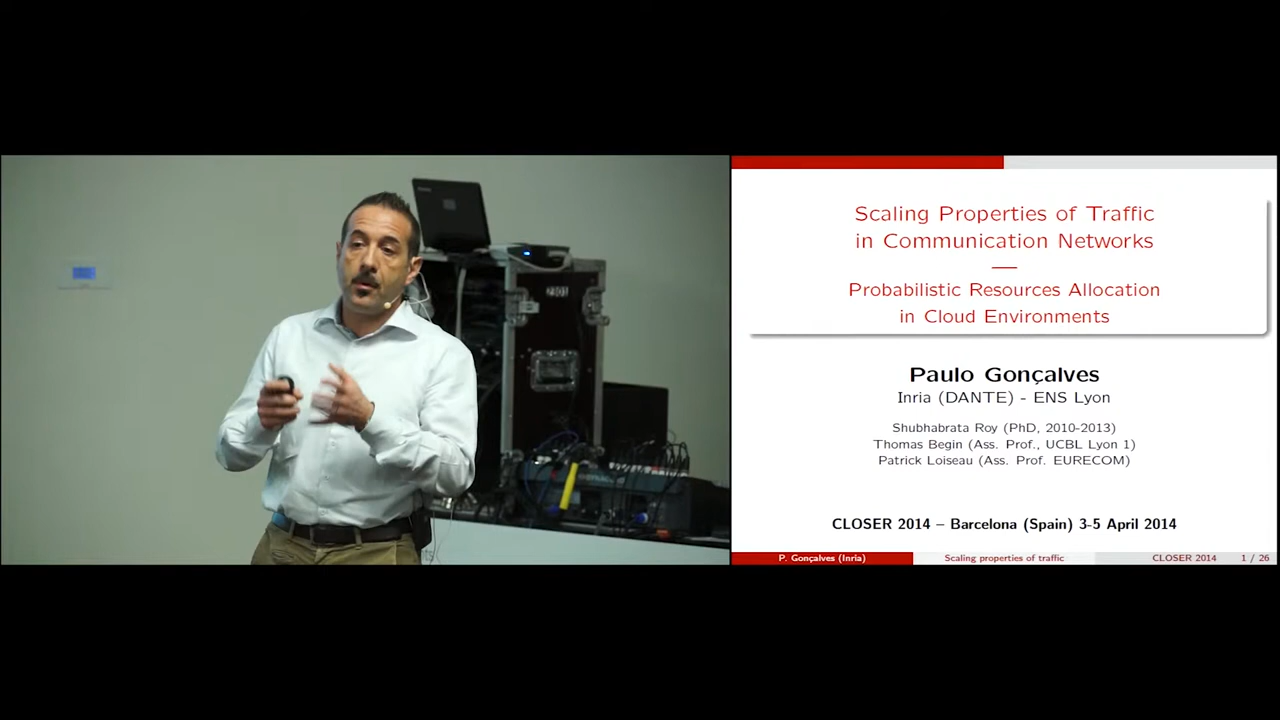 2301
Scaling Properties of Traffic
in Communication Networks
—
Probabilistic Resources Allocation
in Cloud Environments
Paulo Gonçalves
Inria (DANTE) - ENS Lyon
Shubhabrata Roy (PhD, 2010-2013)
Thomas Begin (Ass. Prof., UCBL Lyon 1)
Patrick Loiseau (Ass. Prof. EURECOM)
CLOSER 2014 – Barcelona (Spain) 3-5 April 2014
P. Gonçalves (Inria) Scaling properties of traffic CLOSER 2014 1 / 26